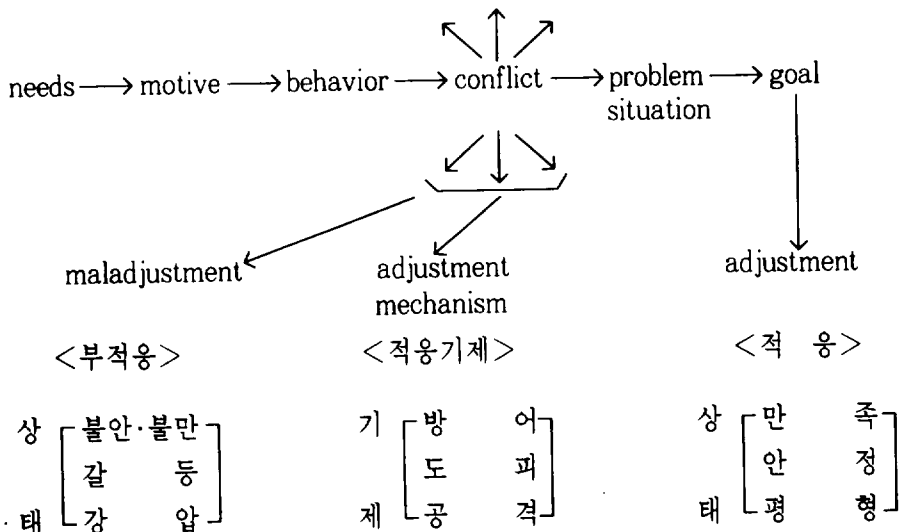 needs → motive → behavior → conflict → problem situation → goal
maladjustment
adjustment mechanism
adjustment
<부적응>
<적응기제>
<적 응>
상 불안·불만 기 방 어 상 만 족
갈 등 도 피 안 정
태 강 압 제 공 격 태 평 형